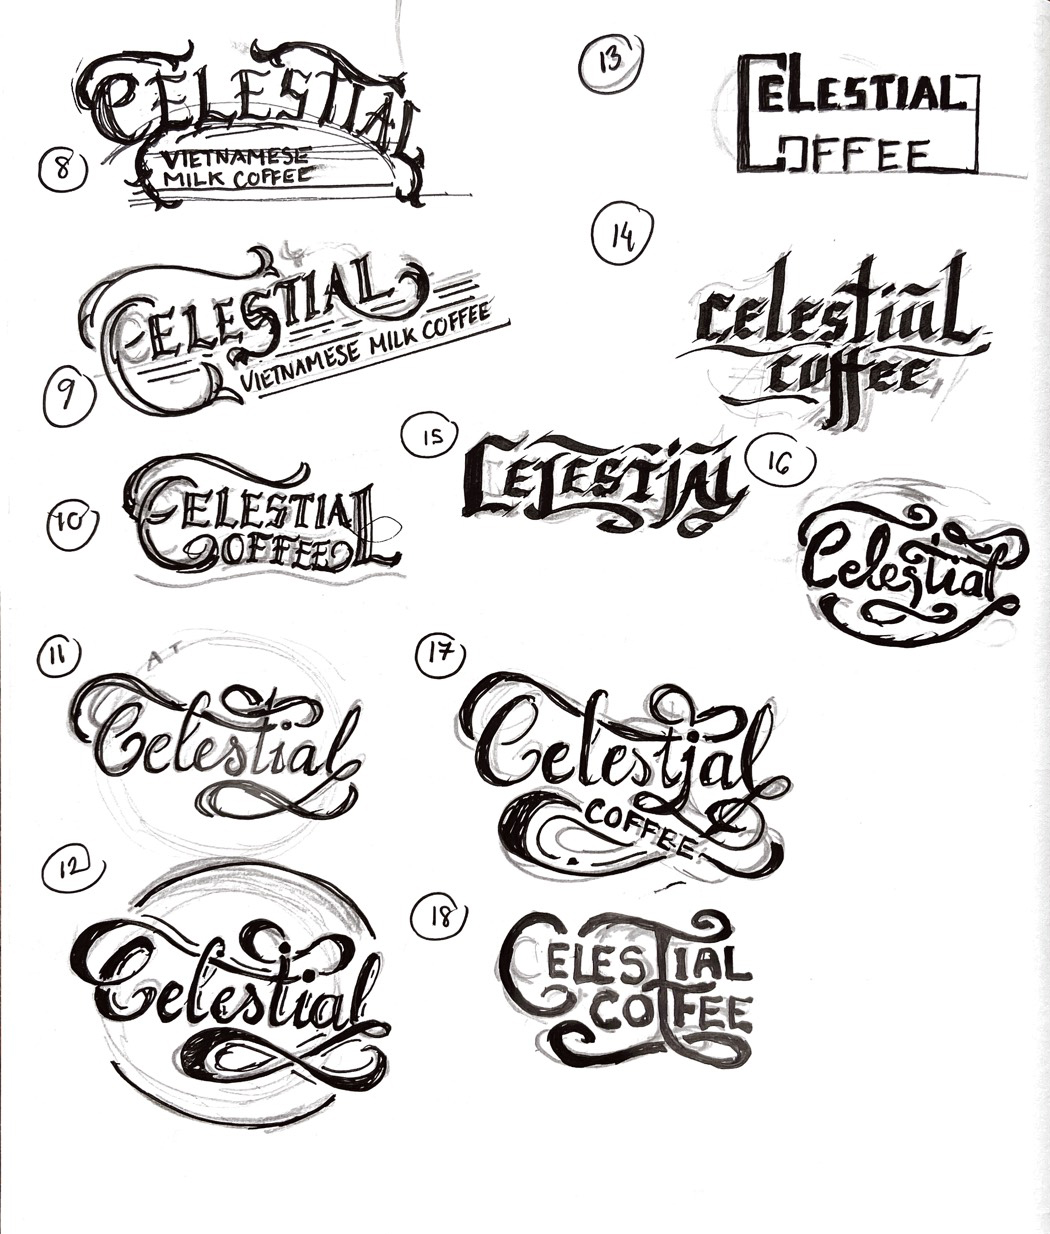 8
CELESTIAL
VIETNAMESE
MILK COFFEE
9
CELESTIAL
VIETNAMESE MILK COFFEE
10
CELESTIAL
COFFEE
11
AT
Celestial
12
Celestial
13
CELESTIAL
COFFEE
14
celestial
coffee
15
CELESTIAL
16
Celestial
17
Celestial
COFFEE
18
CELESTIAL
COFFEE